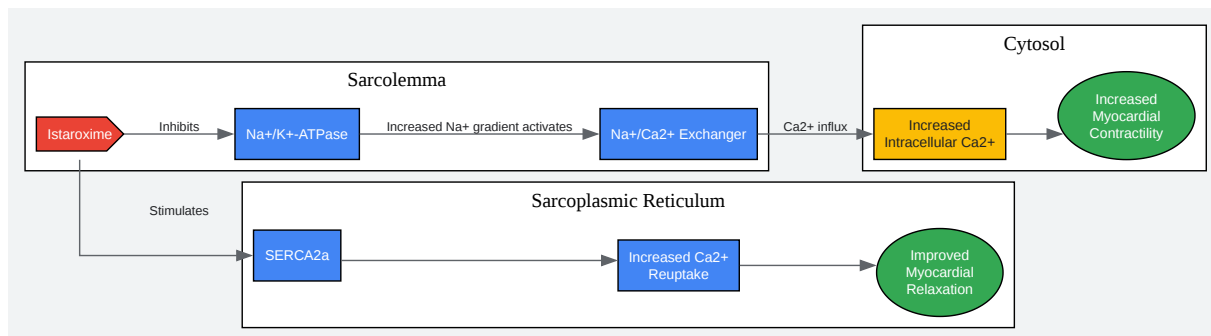 Cytosol
Sarcolemma
Istaroxime
Inhibits
Na+/K+-ATPase
Increased Na+ gradient activates
Na+/Ca2+ Exchanger
Ca2+ influx
Increased
Intracellular Ca2+
Increased
Myocardial
Contractility
Stimulates
Sarcoplasmic Reticulum
SERCA2a
Increased Ca2+
Reuptake
Improved
Myocardial
Relaxation